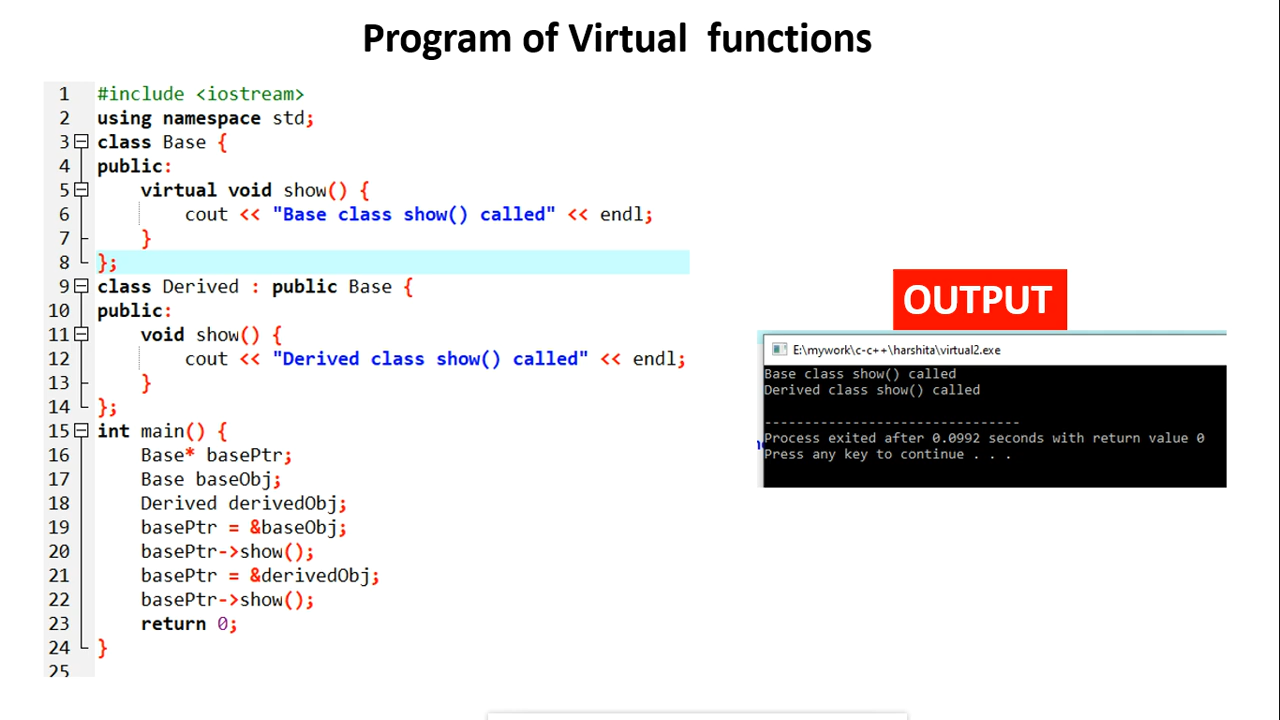 Program of Virtual  functions
1 #include <iostream>
2 using namespace std;
3 class Base {
4 public:
5     virtual void show() {
6         cout << "Base class show() called" << endl;
7     }
8 };
9 class Derived : public Base {
10 public:
11     void show() {
12         cout << "Derived class show() called" << endl;
13     }
14 };
15 int main() {
16     Base* basePtr;
17     Base baseObj;
18     Derived derivedObj;
19     basePtr = &baseObj;
20     basePtr->show();
21     basePtr = &derivedObj;
22     basePtr->show();
23     return 0;
24 }
25
OUTPUT
E:\mywork\c-c++\harshita\virtual2.exe
Base class show() called
Derived class show() called
--------------------------------
Process exited after 0.0992 seconds with return value 0
Press any key to continue . . .